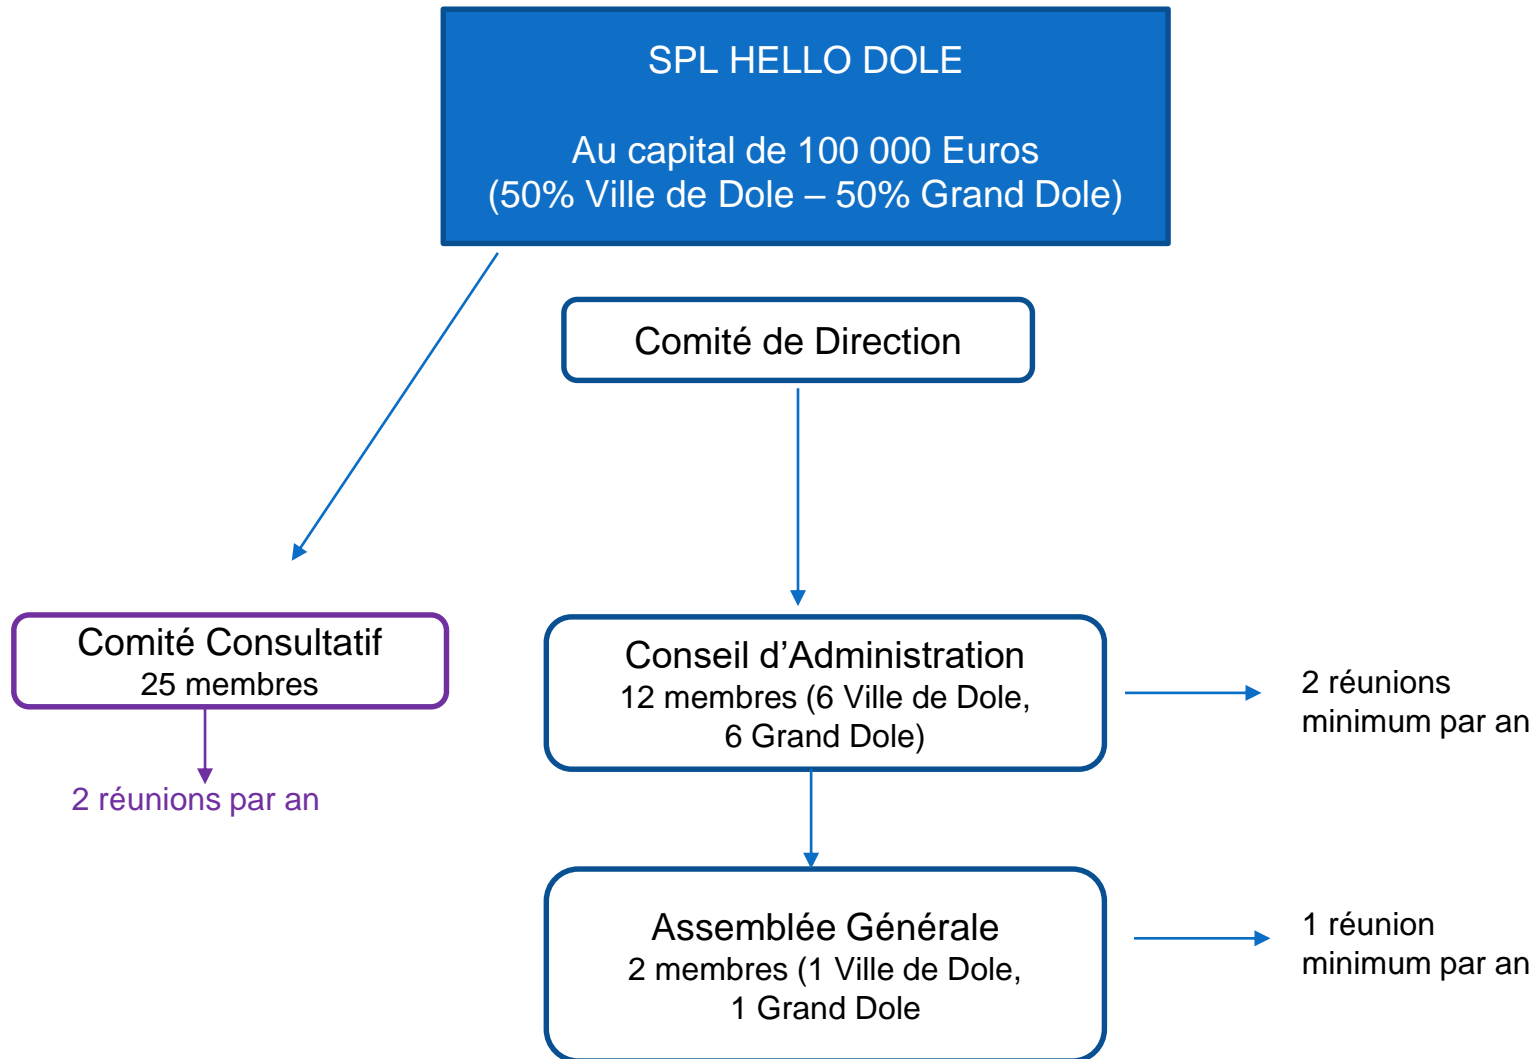 SPL HELLO DOLE
Au capital de 100 000 Euros
(50% Ville de Dole – 50% Grand Dole)
Comité de Direction
Comité Consultatif
25 membres
2 réunions par an
Conseil d’Administration
12 membres (6 Ville de Dole,
6 Grand Dole)
2 réunions
minimum par an
Assemblée Générale
2 membres (1 Ville de Dole,
1 Grand Dole
1 réunion
minimum par an